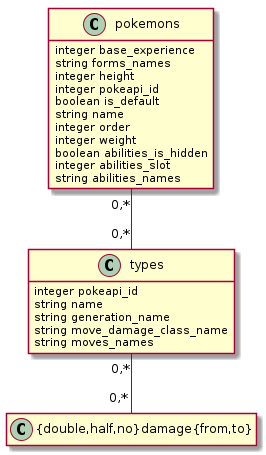 C pokemons
integer base_experience
string forms_names
integer height
integer pokeapi_id
boolean is_default
string name
integer order
integer weight
boolean abilities_is_hidden
integer abilities_slot
string abilities_names
0,*
0,*
C types
integer pokeapi_id
string name
string generation_name
string move_damage_class_name
string moves_names
0,*
0,*
C {double,half,no}damage{from,to}